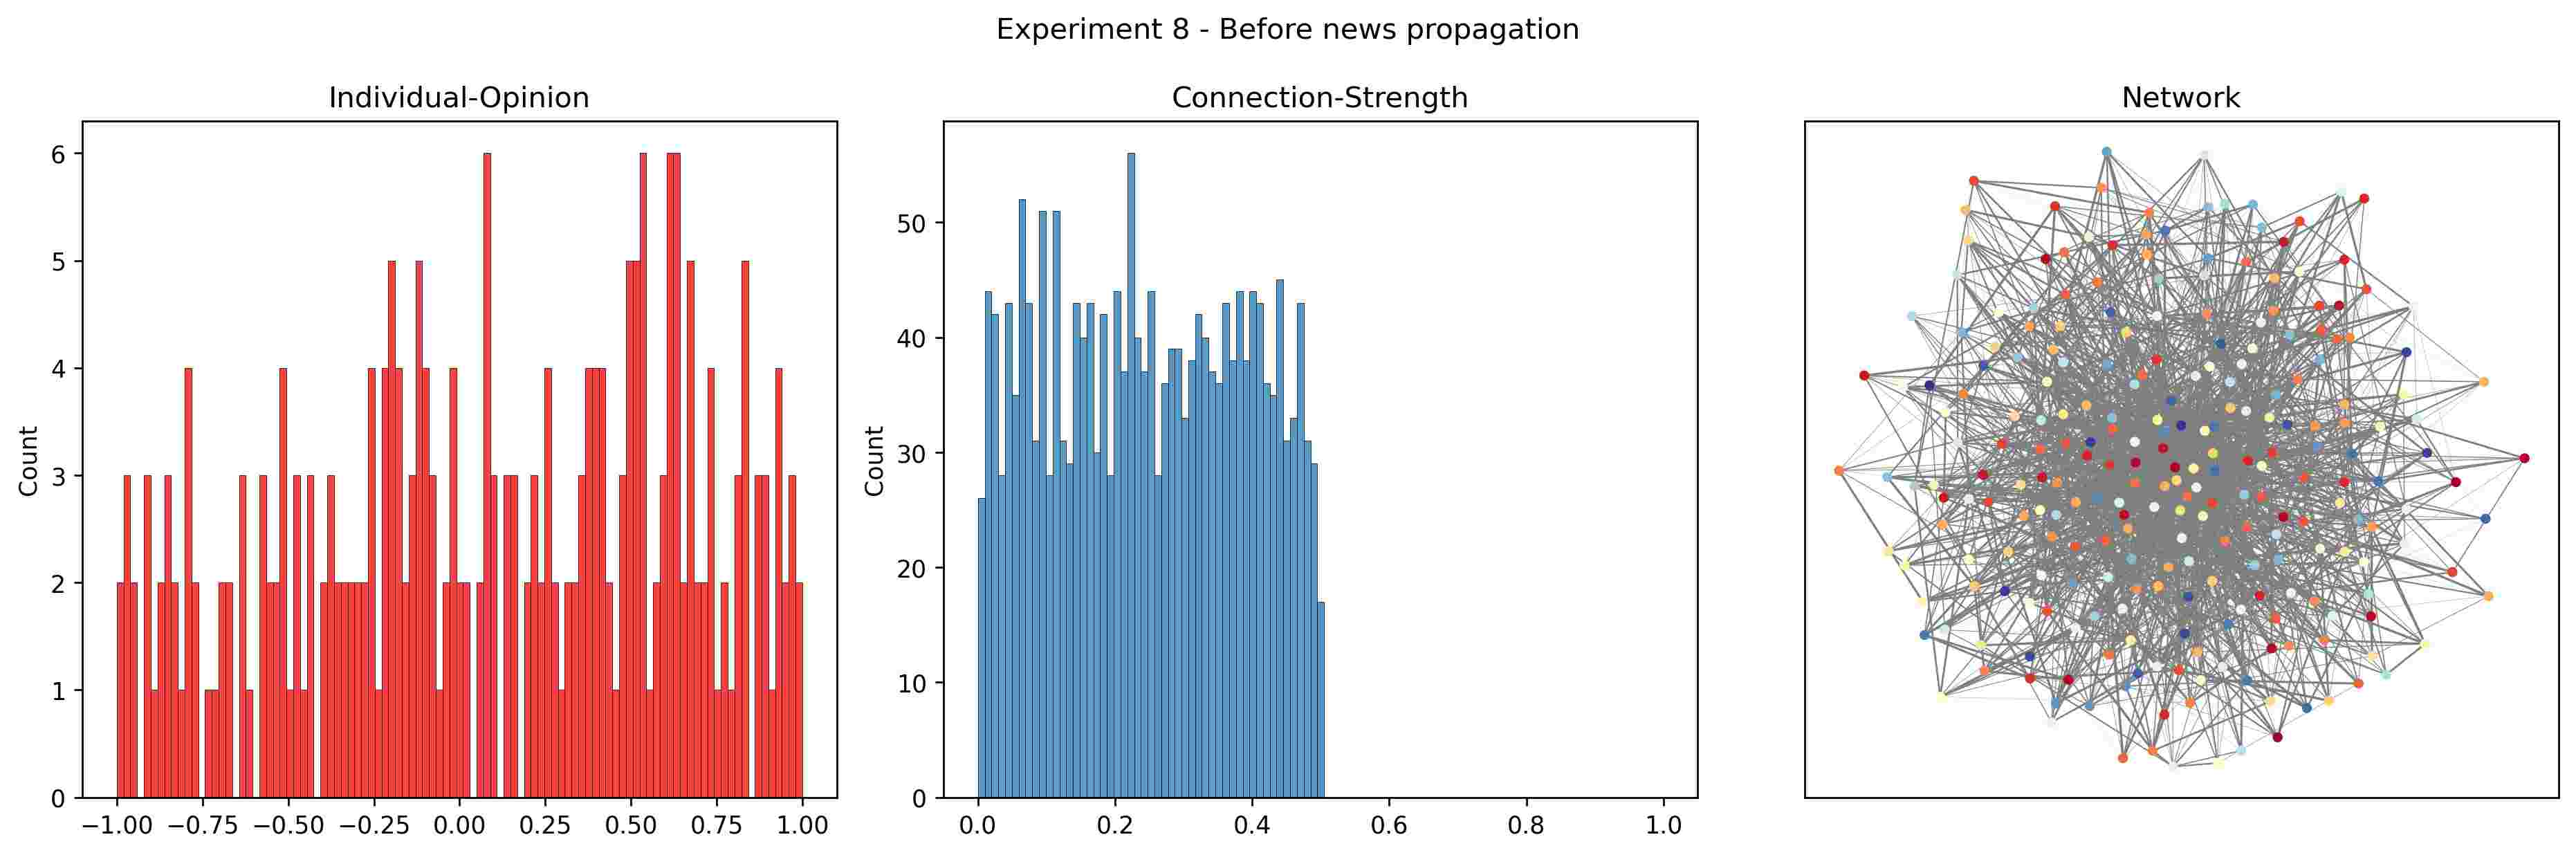 Experiment 8 - Before news propagation
Individual-Opinion
Count
6
5
4
3
2
1
0
−1.00 −0.75 −0.50 −0.25 0.00 0.25 0.50 0.75 1.00
Connection-Strength
Count
50
40
30
20
10
0
0.0 0.2 0.4 0.6 0.8 1.0
Network